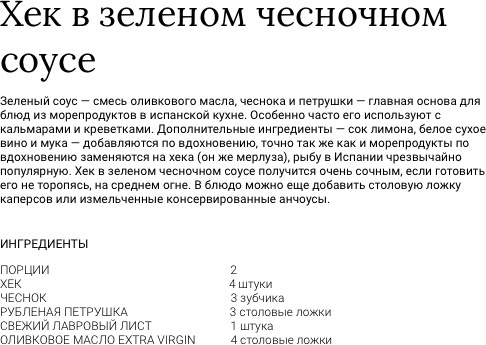 Хек в зеленом чесночном
соусе
Зеленый соус — смесь оливкового масла, чеснока и петрушки — главная основа для
блюд из морепродуктов в испанской кухне. Особенно часто его используют с
кальмарами и креветками. Дополнительные ингредиенты — сок лимона, белое сухое
вино и мука — добавляются по вдохновению, точно так же как и морепродукты по
вдохновению заменяются на хека (он же мерлуза), рыбу в Испании чрезвычайно
популярную. Хек в зеленом чесночном соусе получится очень сочным, если готовить
его не торопясь, на среднем огне. В блюдо можно еще добавить столовую ложку
каперсов или измельченные консервированные анчоусы.
ИНГРЕДИЕНТЫ
ПОРЦИИ 2
ХЕК 4 штуки
ЧЕСНОК 3 зубчика
РУБЛЕНАЯ ПЕТРУШКА 3 столовые ложки
СВЕЖИЙ ЛАВРОВЫЙ ЛИСТ 1 штука
ОЛИВКОВОЕ МАСЛО EXTRA VIRGIN 4 столовые ложки